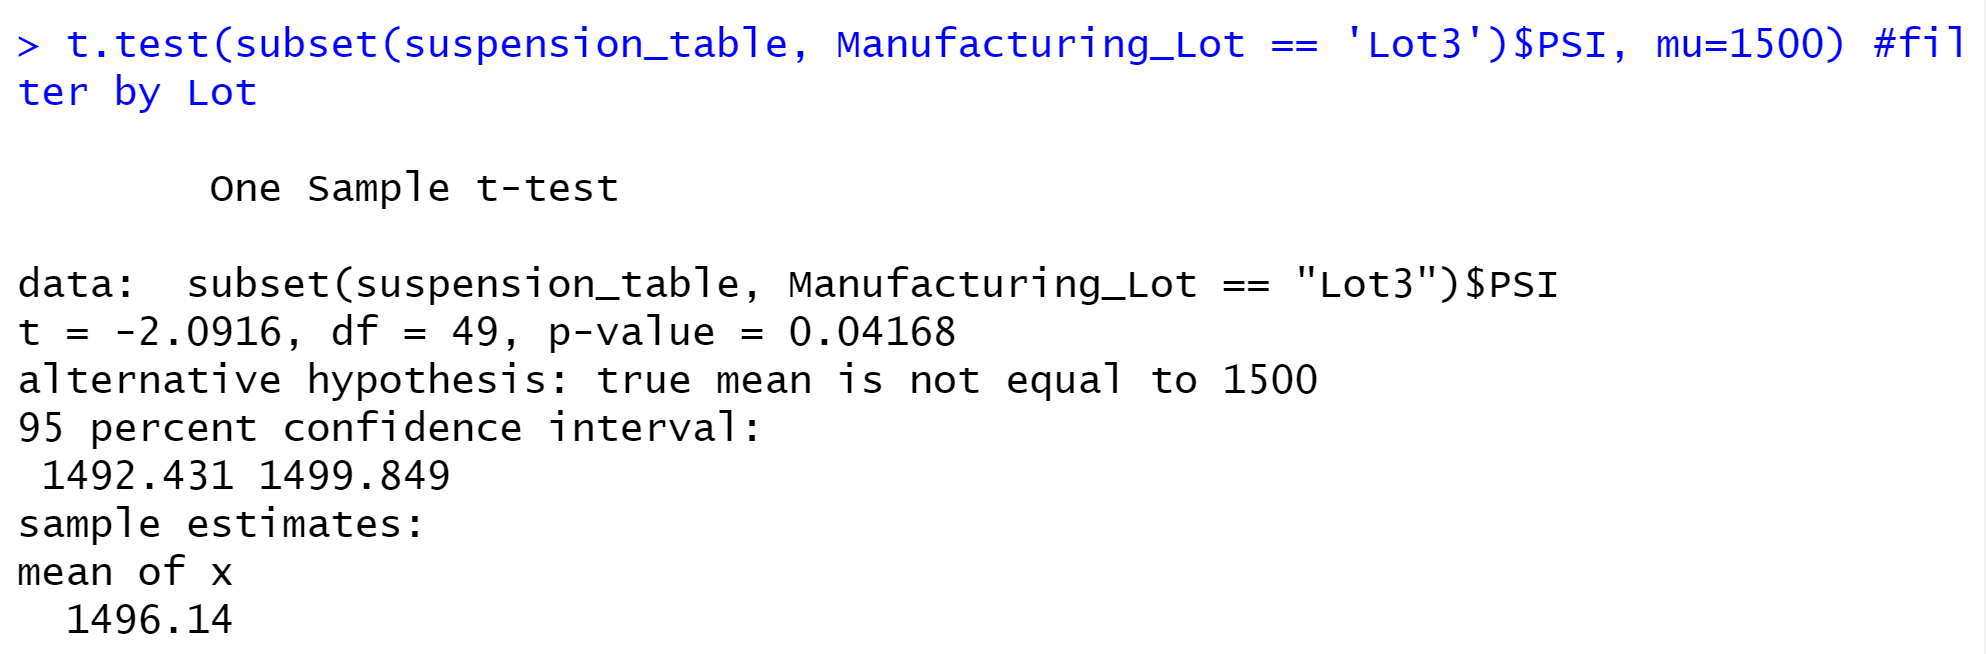 > t.test(subset(suspension_table, Manufacturing_Lot == 'Lot3')$PSI, mu=1500) #fil
ter by Lot
One Sample t-test
data:  subset(suspension_table, Manufacturing_Lot == "Lot3")$PSI
t = -2.0916, df = 49, p-value = 0.04168
alternative hypothesis: true mean is not equal to 1500
95 percent confidence interval:
 1492.431 1499.849
sample estimates:
mean of x
  1496.14